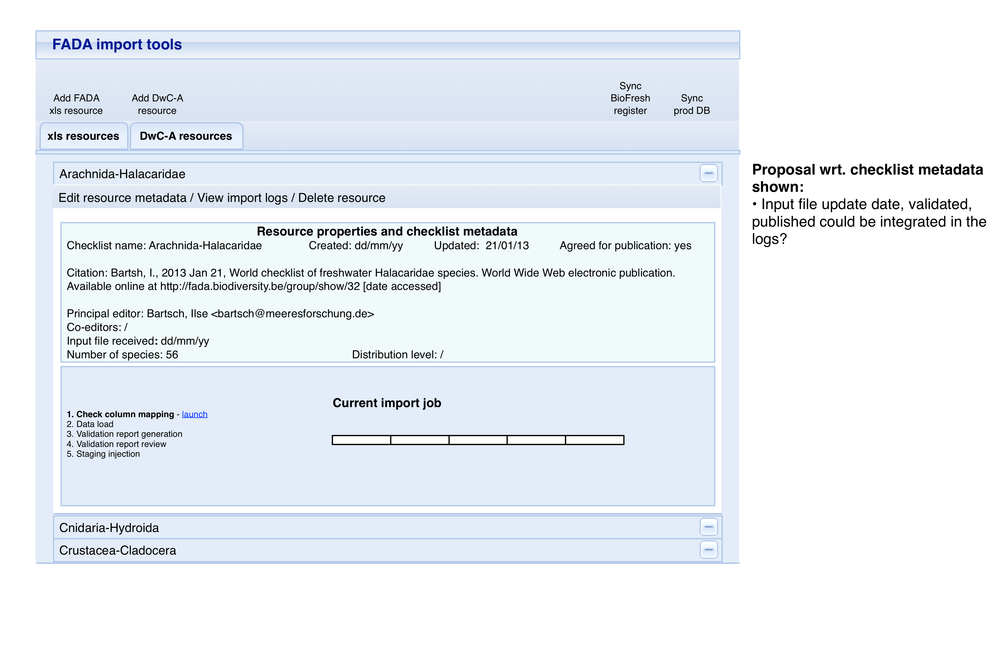 FADA import tools
Add FADA
xls resource
Add DwC-A
resource
Sync
BioFresh
register
Sync
prod DB
xls resources
DwC-A resources
Arachnida-Halacaridae
Edit resource metadata / View import logs / Delete resource
Resource properties and checklist metadata
Checklist name: Arachnida-Halacaridae Created: dd/mm/yy Updated: 21/01/13 Agreed for publication: yes
Citation: Bartsh, I., 2013 Jan 21, World checklist of freshwater Halacaridae species. World Wide Web electronic publication.
Available online at http://fada.biodiversity.be/group/show/32 [date accessed]
Principal editor: Bartsch, Ilse <bartsch@meeresforschung.de>
Co-editors: /
Input file received: dd/mm/yy
Number of species: 56 Distribution level: /
Current import job
1. Check column mapping - launch
2. Data load
3. Validation report generation
4. Validation report review
5. Staging injection
Cnidaria-Hydroida
Crustacea-Cladocera
Proposal wrt. checklist metadata
shown:
• Input file update date, validated,
published could be integrated in the
logs?